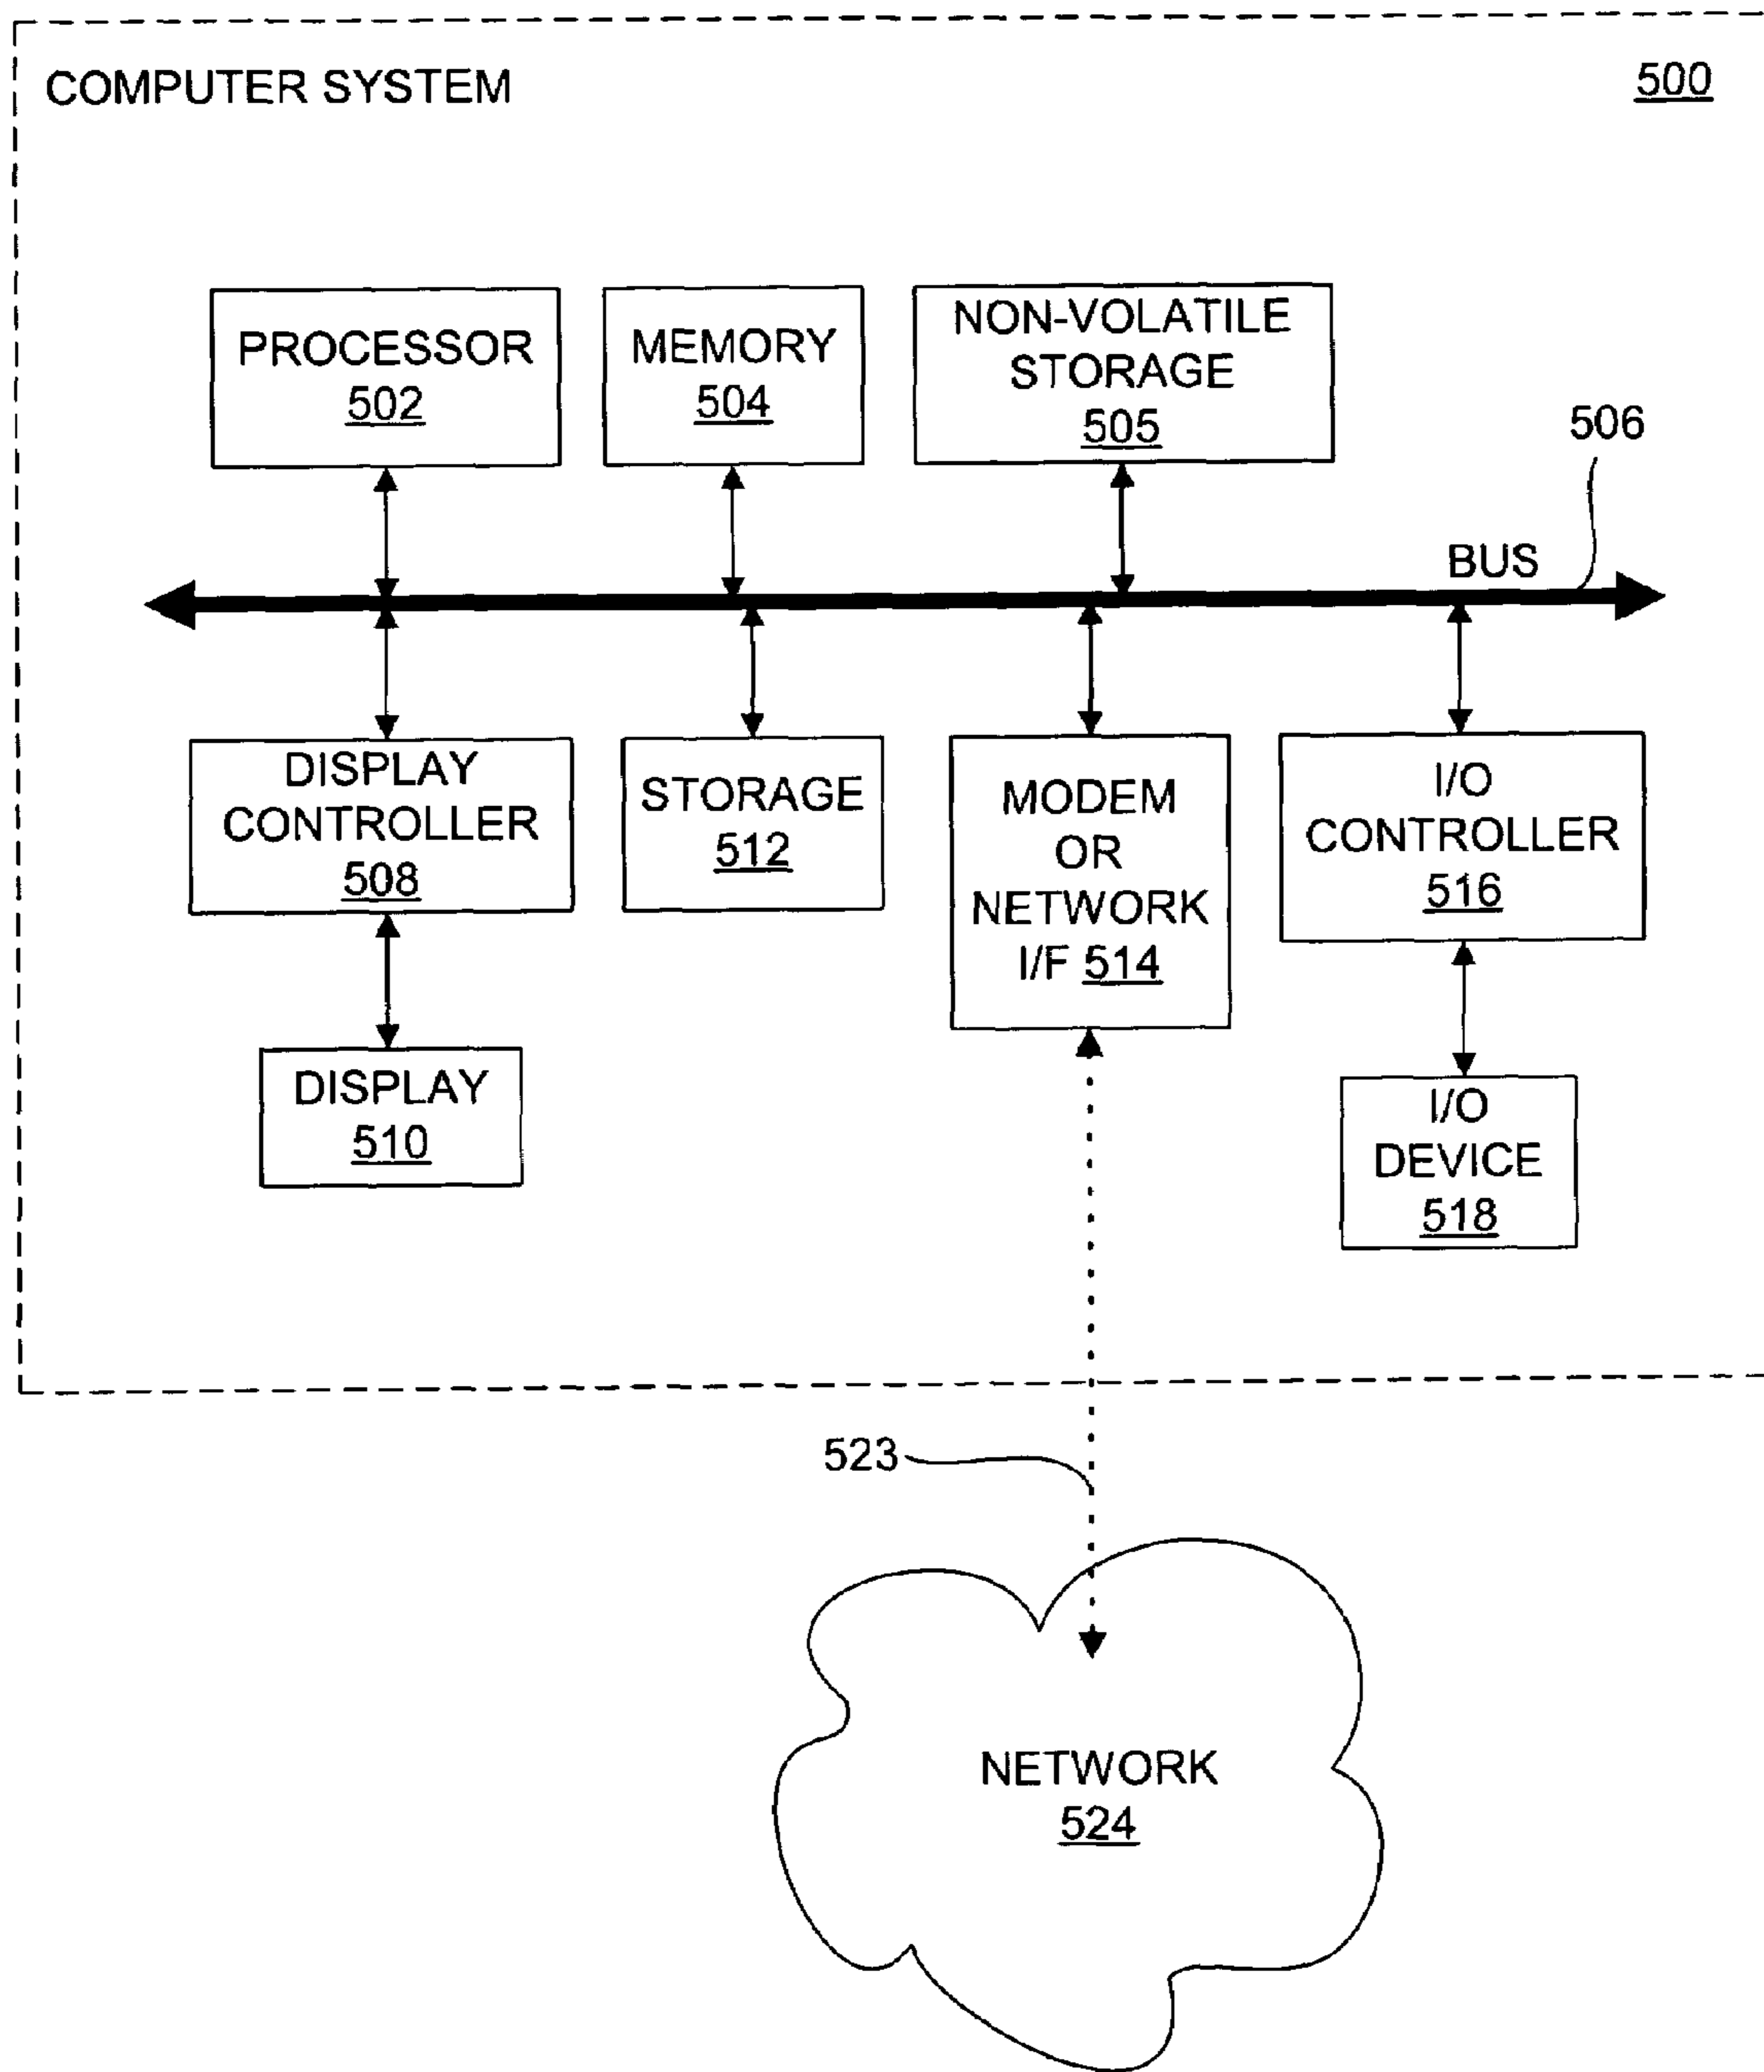 COMPUTER SYSTEM
500
PROCESSOR
502
MEMORY
504
NON-VOLATILE
STORAGE
505
506
BUS
DISPLAY
CONTROLLER
508
STORAGE
512
MODEM
OR
NETWORK
I/F 514
I/O
CONTROLLER
516
DISPLAY
510
I/O
DEVICE
518
523
NETWORK
524